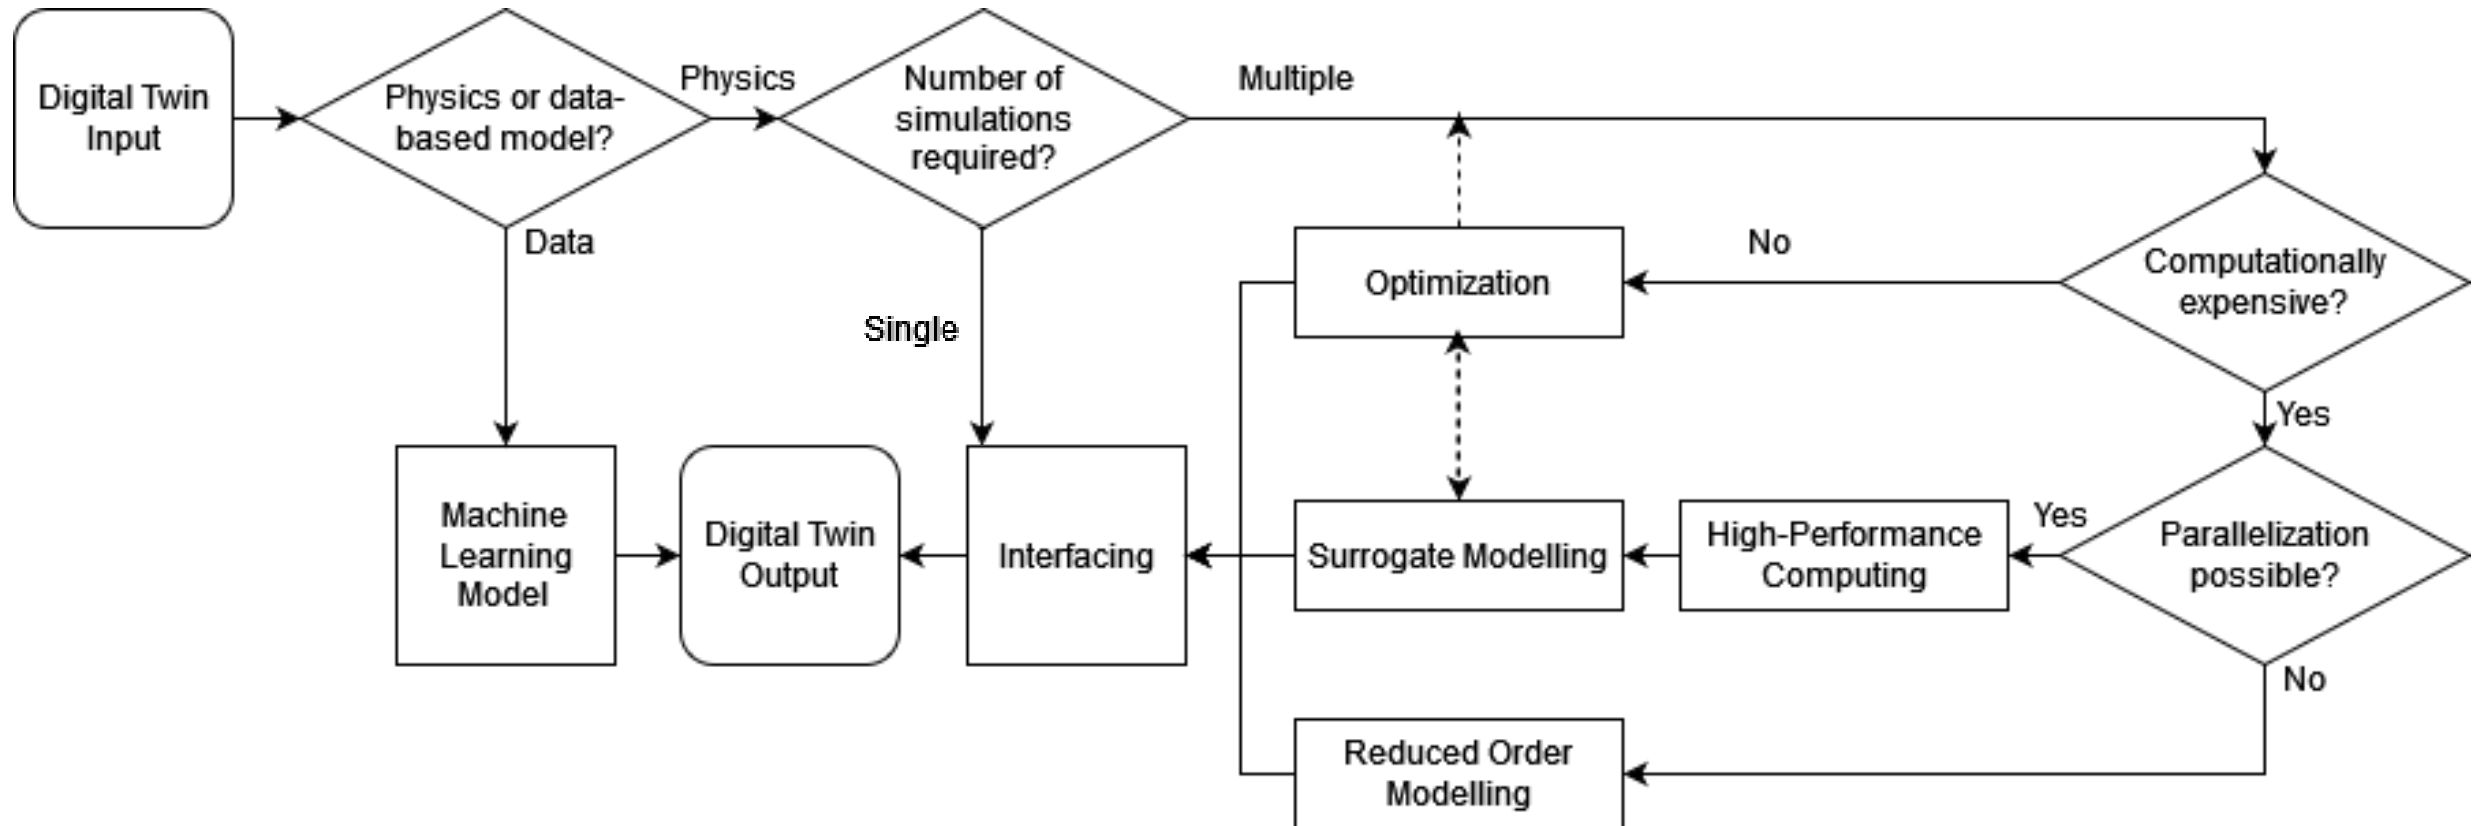 Digital Twin
Input
Physics or data-
based model?
Physics
Number of
simulations
required?
Multiple
Data
Single
Optimization
No
Computationally
expensive?
Yes
Machine
Learning
Model
Digital Twin
Output
Interfacing
Surrogate Modelling
High-Performance
Computing
Yes
Parallelization
possible?
No
Reduced Order
Modelling